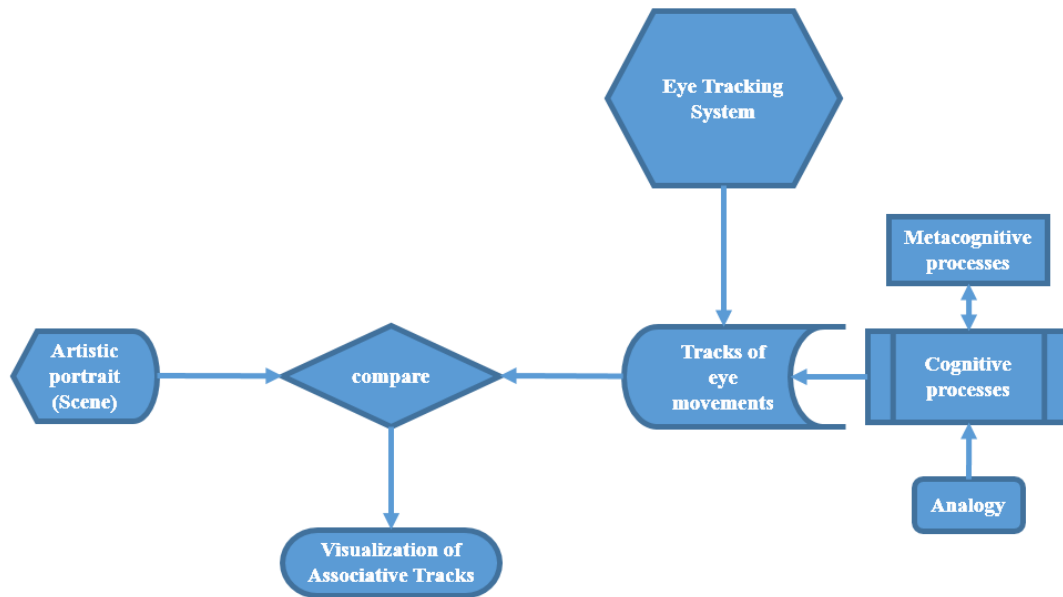 Eye Tracking
System
Metacognitive
processes
Artistic
portrait
(Scene)
compare
Tracks of
eye
movements
Cognitive
processes
Analogy
Visualization of
Associative Tracks